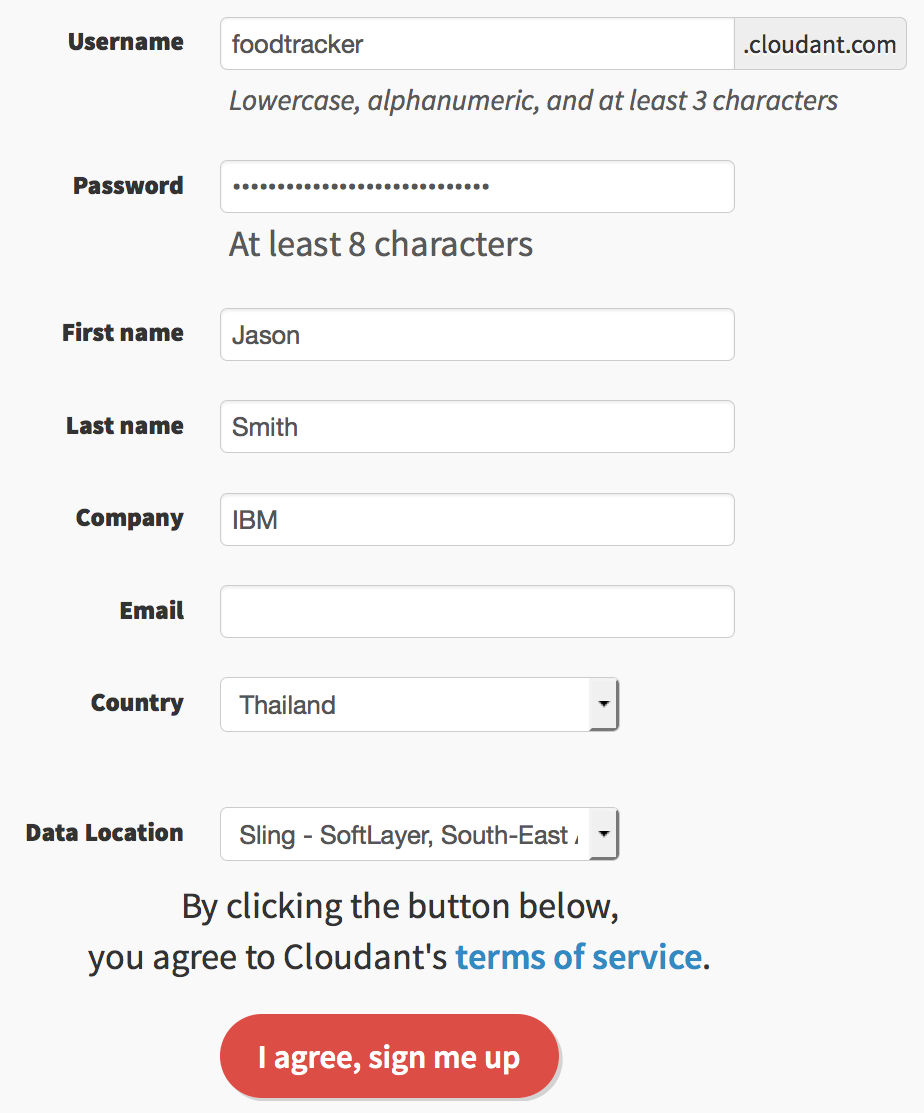 Username foodtracker .cloudant.com
Lowercase, alphanumeric, and at least 3 characters
Password •••••••••••••••••••••••••••••
At least 8 characters
First name Jason
Last name Smith
Company IBM
Email
Country Thailand
Data Location Sling - SoftLayer, South-East
By clicking the button below,
you agree to Cloudant's terms of service.
I agree, sign me up